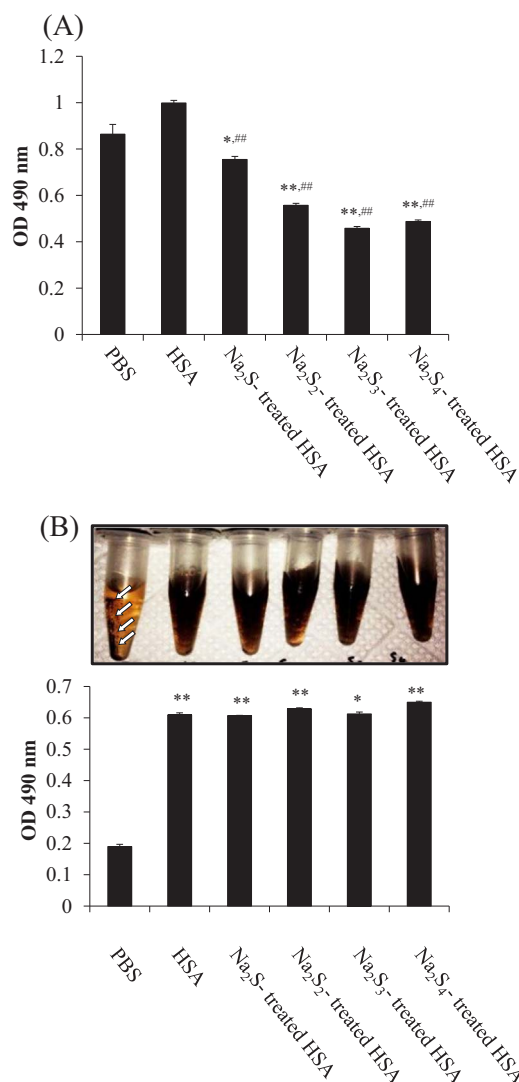 (A)
1.2
1
0.8
0.6
0.4
0.2
0
OD 490 nm
*,##
**,##
**,##
**,##
PBS
HSA
Na₂S- treated HSA
Na₂S₂- treated HSA
Na₂S₃- treated HSA
Na₂S₄- treated HSA
(B)
0.7
0.6
0.5
0.4
0.3
0.2
0.1
0
OD 490 nm
**
**
**
*
**
PBS
HSA
Na₂S- treated HSA
Na₂S₂- treated HSA
Na₂S₃- treated HSA
Na₂S₄- treated HSA